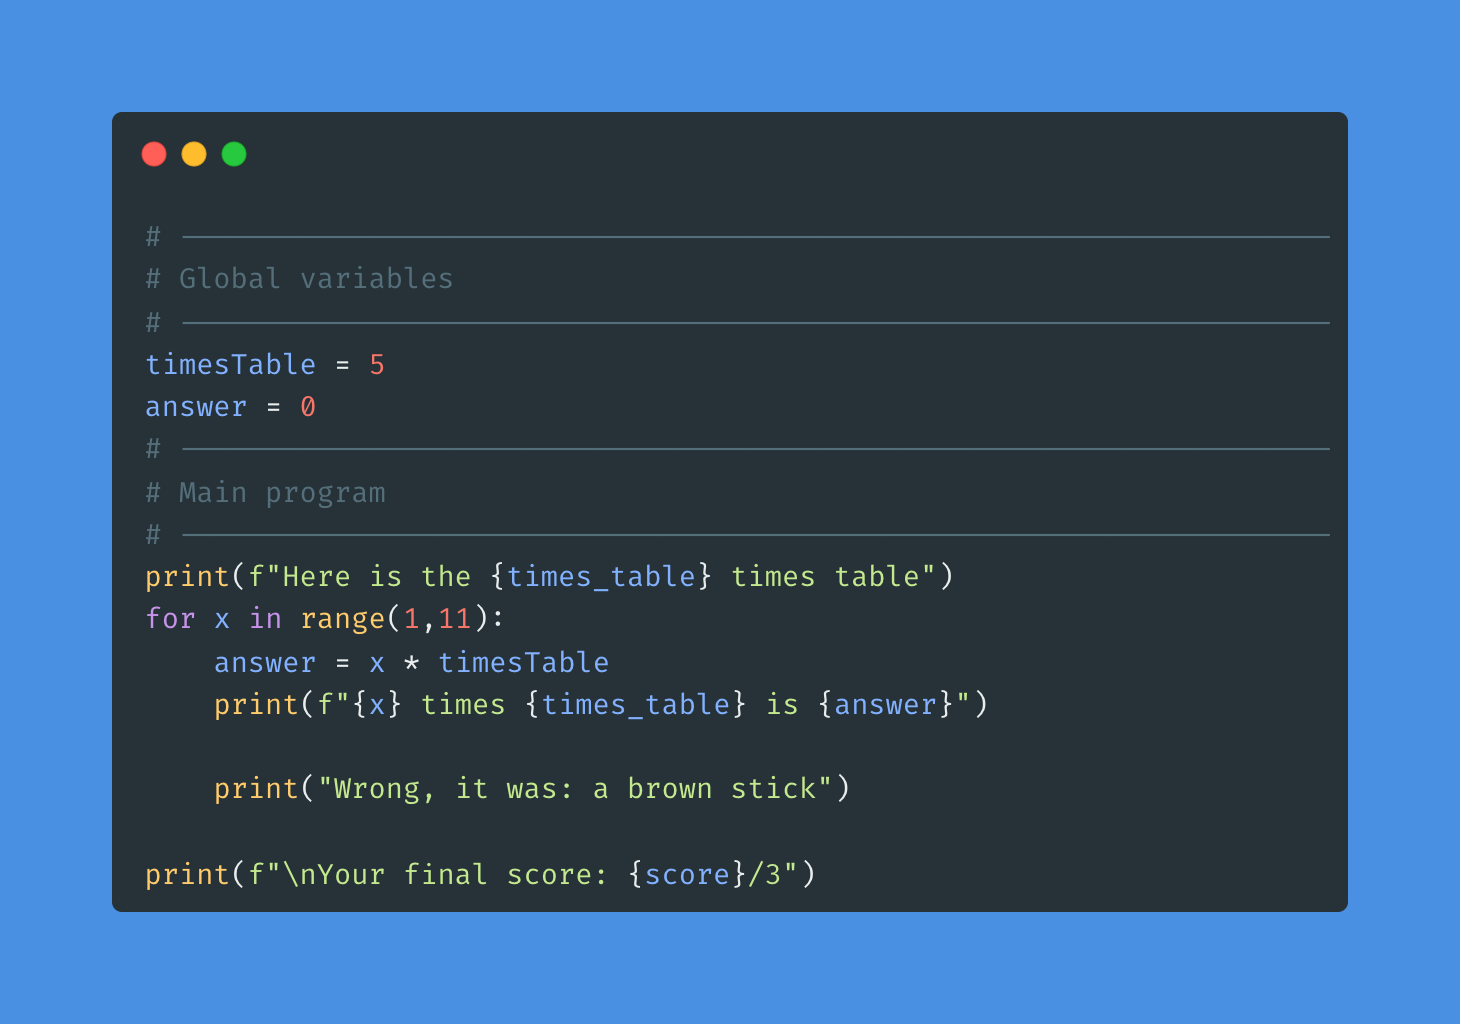 # ────────────────────────────────────────
# Global variables
# ────────────────────────────────────────
timesTable = 5
answer = 0
# ────────────────────────────────────────
# Main program
# ────────────────────────────────────────
print(f"Here is the {times_table} times table")
for x in range(1,11):
    answer = x * timesTable
    print(f"{x} times {times_table} is {answer}")
    print("Wrong, it was: a brown stick")
print(f"\nYour final score: {score}/3")